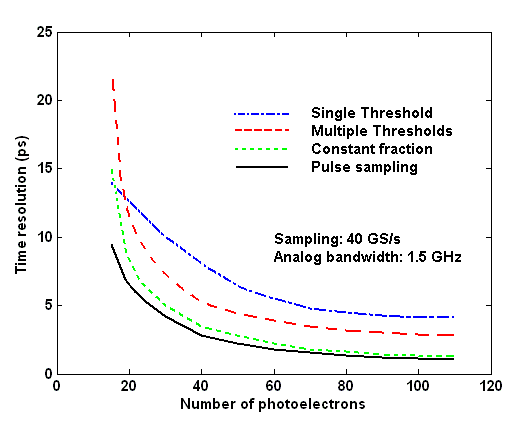 25
20
15
10
5
0
Time resolution (ps)
Single Threshold
Multiple Thresholds
Constant fraction
Pulse sampling
Sampling: 40 GS/s
Analog bandwidth: 1.5 GHz
0 20 40 60 80 100 120
Number of photoelectrons